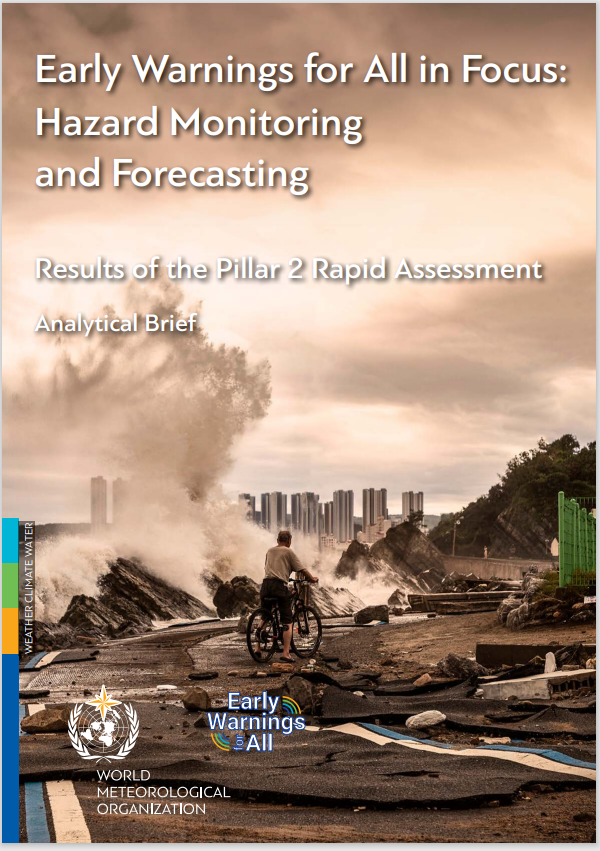 Early Warnings for All in Focus:
Hazard Monitoring
and Forecasting
Results of the Pillar 2 Rapid Assessment
Analytical Brief
WEATHER CLIMATE WATER
Early
Warnings
for All
WORLD
METEOROLOGICAL
ORGANIZATION